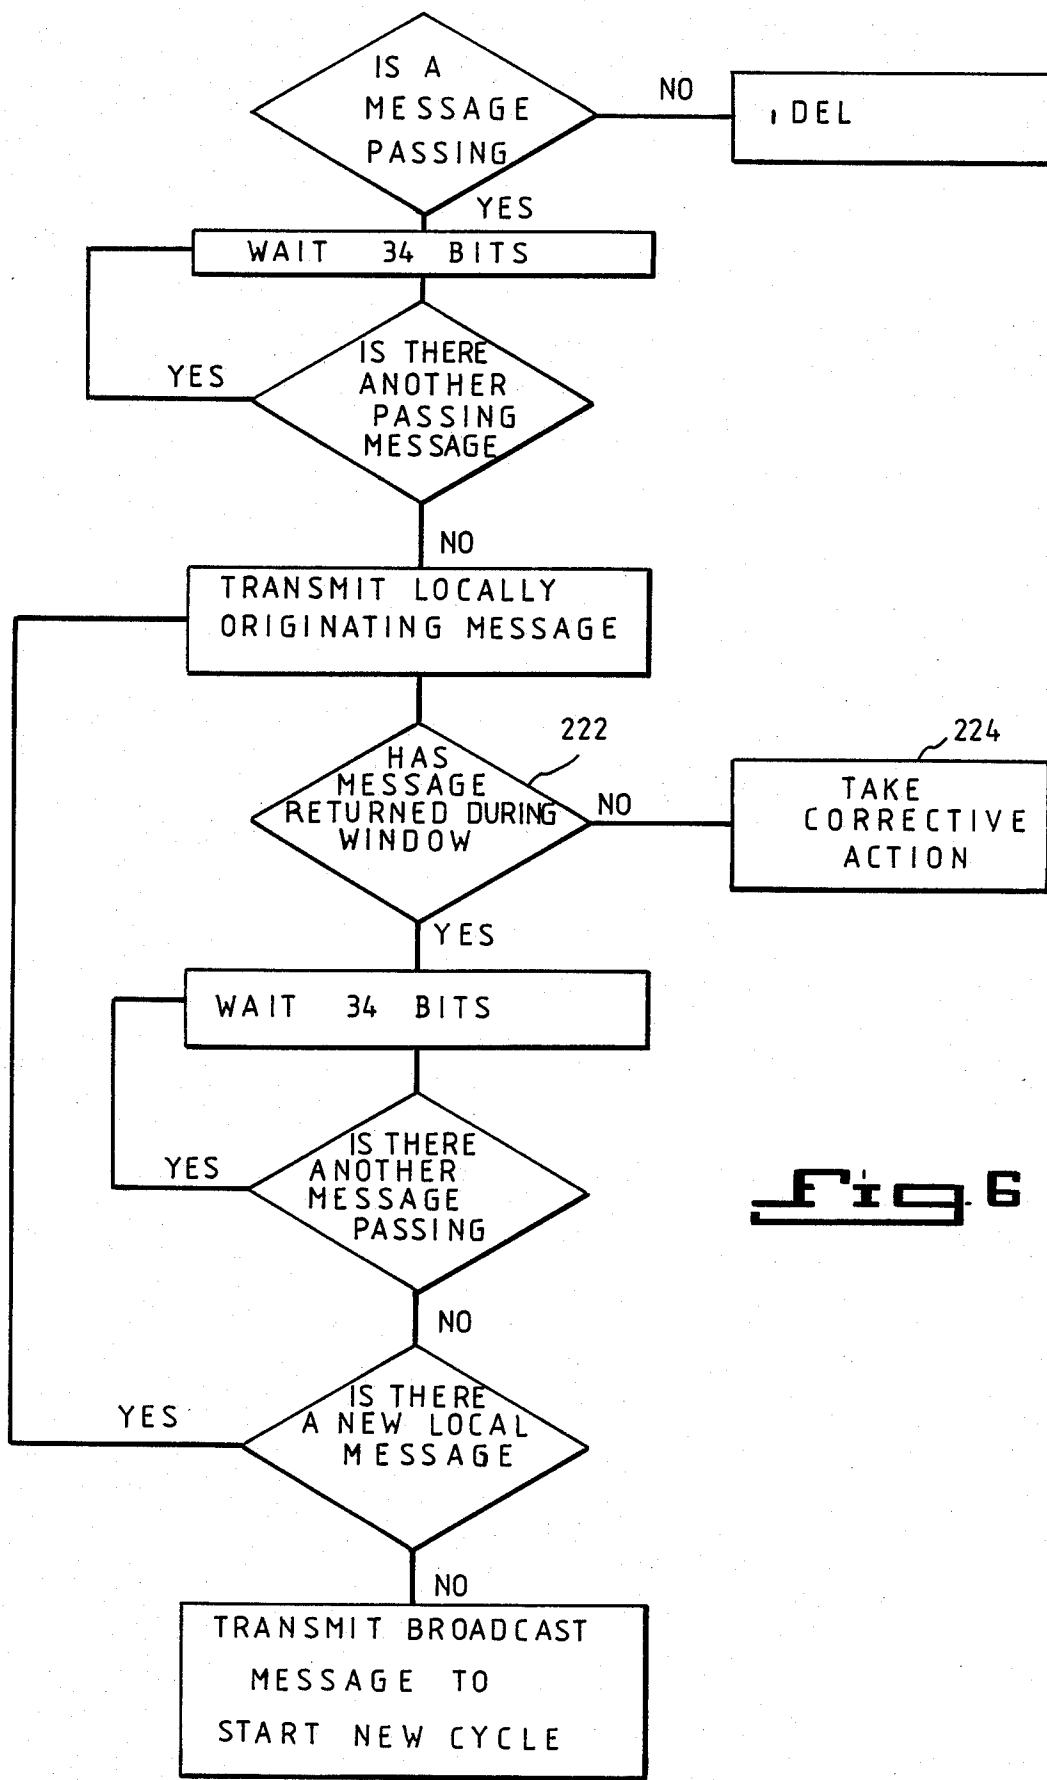 IS A
MESSAGE
PASSING
NO
IDEL
YES
WAIT 34 BITS
IS THERE
ANOTHER
PASSING
MESSAGE
YES
NO
TRANSMIT LOCALLY
ORIGINATING MESSAGE
222
224
HAS
MESSAGE
RETURNED DURING
WINDOW
NO
TAKE
CORRECTIVE
ACTION
YES
WAIT 34 BITS
IS THERE
ANOTHER
MESSAGE
PASSING
YES
Fig. 6
NO
IS THERE
A NEW LOCAL
MESSAGE
YES
NO
TRANSMIT BROADCAST
MESSAGE TO
START NEW CYCLE